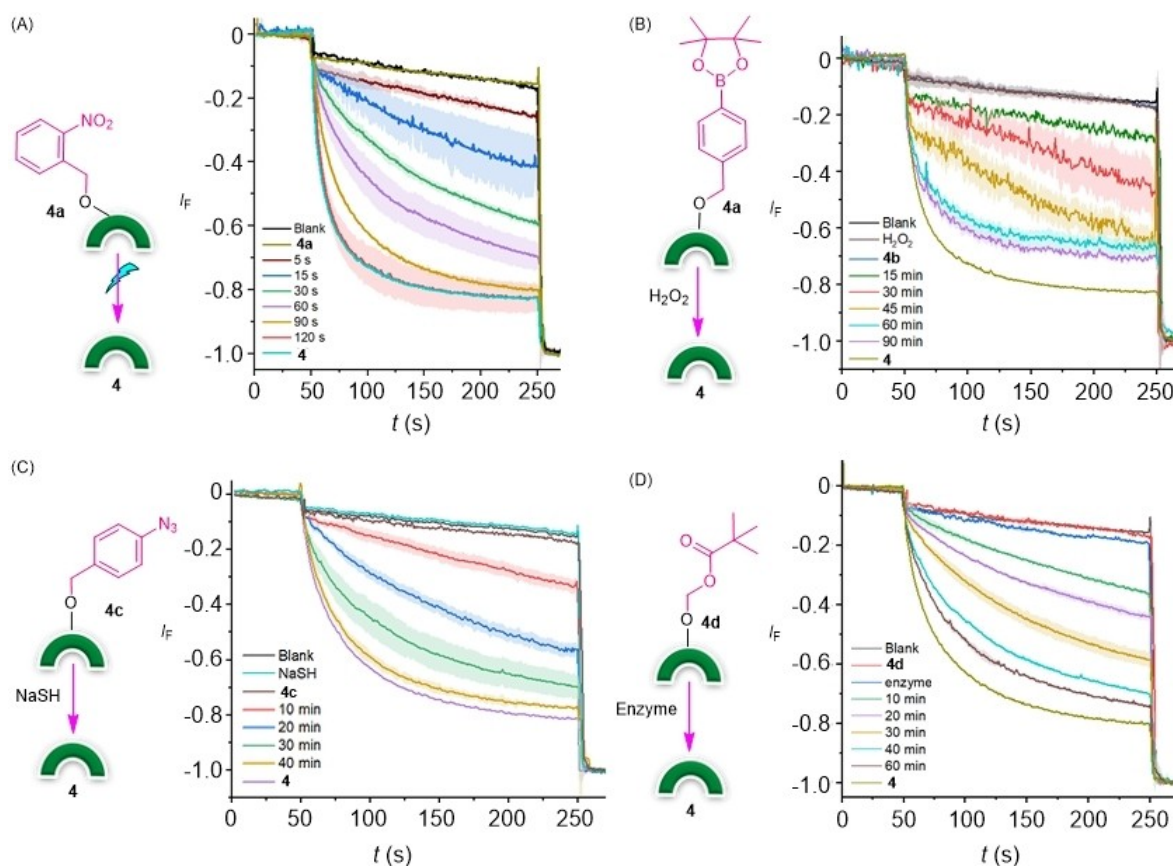 (A)
NO₂
4a
O
4
I_F
0
-0.2
-0.4
-0.6
-0.8
-1.0
Blank
4a
5 s
15 s
30 s
60 s
90 s
120 s
4
0 50 100 150 200 250
t (s)
(B)
O O
B
O
4a
H₂O₂
4
I_F
0
-0.2
-0.4
-0.6
-0.8
-1.0
Blank
H₂O₂
4b
15 min
30 min
45 min
60 min
90 min
4
0 50 100 150 200 250
t (s)
(C)
N₃
O
4c
NaSH
4
I_F
0
-0.2
-0.4
-0.6
-0.8
-1.0
Blank
NaSH
4c
10 min
20 min
30 min
40 min
4
0 50 100 150 200 250
t (s)
(D)
O
O
O
4d
Enzyme
4
I_F
0
-0.2
-0.4
-0.6
-0.8
-1.0
Blank
4d
enzyme
10 min
20 min
30 min
40 min
60 min
4
0 50 100 150 200 250
t (s)